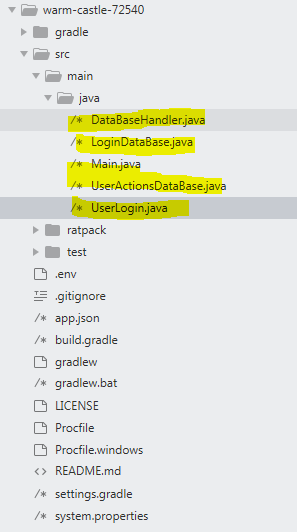 warm-castle-72540
gradle
src
main
java
/* DataBaseHandler.java
/* LoginDataBase.java
/* Main.java
/* UserActionsDataBase.java
/* UserLogin.java
ratpack
test
.env
.gitignore
/* app.json
/* build.gradle
gradlew
/* gradlew.bat
LICENSE
Procfile
Procfile.windows
<> README.md
/* settings.gradle
/* system.properties